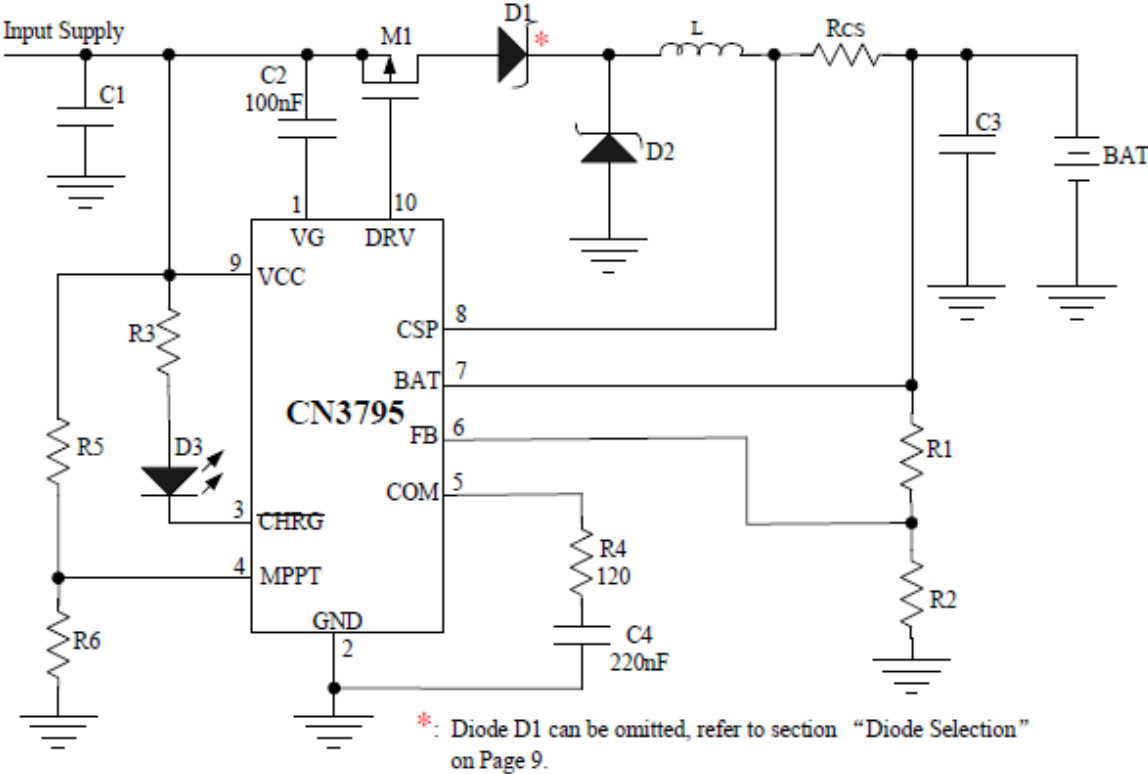 Input Supply
D1
*
M1
L
RCS
C1
C2
100nF
D2
C3
BAT
1
10
VG
DRV
9
VCC
R3
CSP
8
BAT
7
CN3795
FB
6
R1
R5
D3
COM
5
3
CHRG
R4
120
4
MPPT
R2
R6
GND
2
C4
220nF
*: Diode D1 can be omitted, refer to section “Diode Selection”
on Page 9.